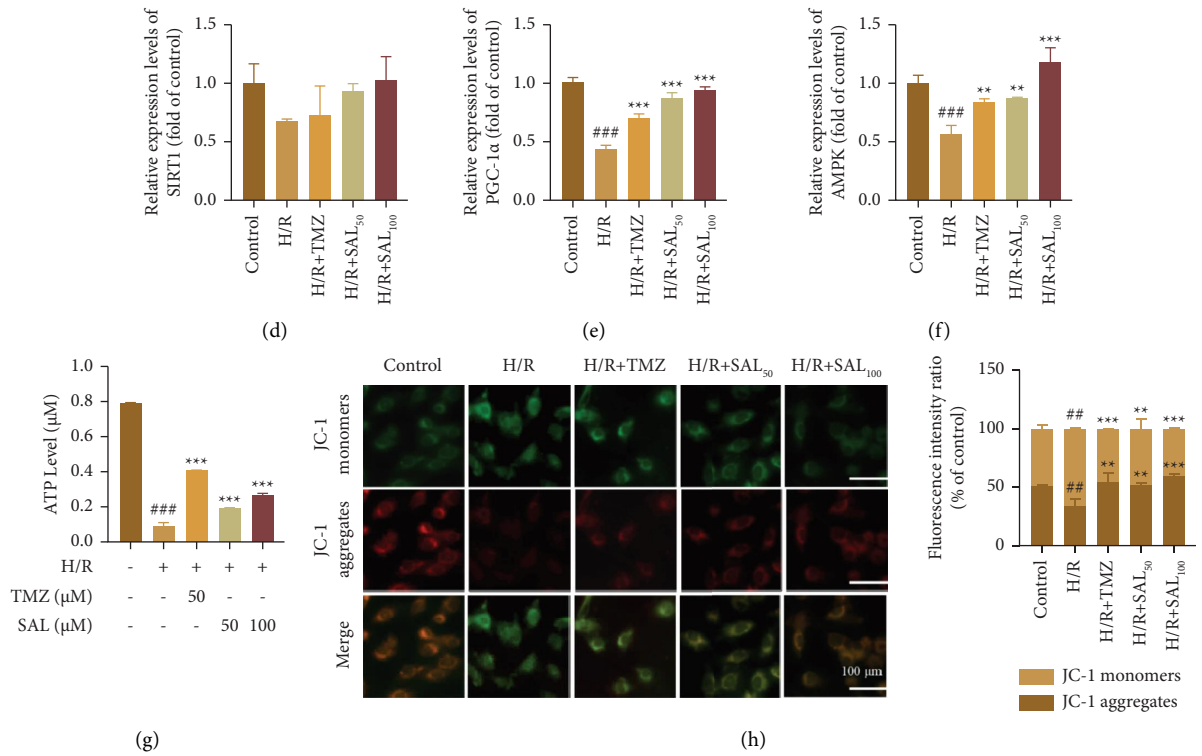 Relative expression levels of
SIRT1 (fold of control)
1.5
1.0
0.5
0.0
Control
H/R
H/R+TMZ
H/R+SAL50
H/R+SAL100
(d)
Relative expression levels of
PGC-1α (fold of control)
1.5
1.0
0.5
0.0
###
***
***
***
Control
H/R
H/R+TMZ
H/R+SAL50
H/R+SAL100
(e)
Relative expression levels of
AMPK (fold of control)
1.5
1.0
0.5
0.0
###
**
**
***
Control
H/R
H/R+TMZ
H/R+SAL50
H/R+SAL100
(f)
ATP Level (μM)
1.0
0.8
0.6
0.4
0.2
0.0
###
***
***
***
H/R - + + + +
TMZ (μM) - - 50 - -
SAL (μM) - - - 50 100
(g)
Control H/R H/R+TMZ H/R+SAL50 H/R+SAL100
JC-1
monomers
JC-1
aggregates
Merge
100 μm
Fluorescence intensity ratio
(% of control)
150
100
50
0
## *** ** ***
## ** ** ***
Control
H/R
H/R+TMZ
H/R+SAL50
H/R+SAL100
JC-1 monomers
JC-1 aggregates
(h)